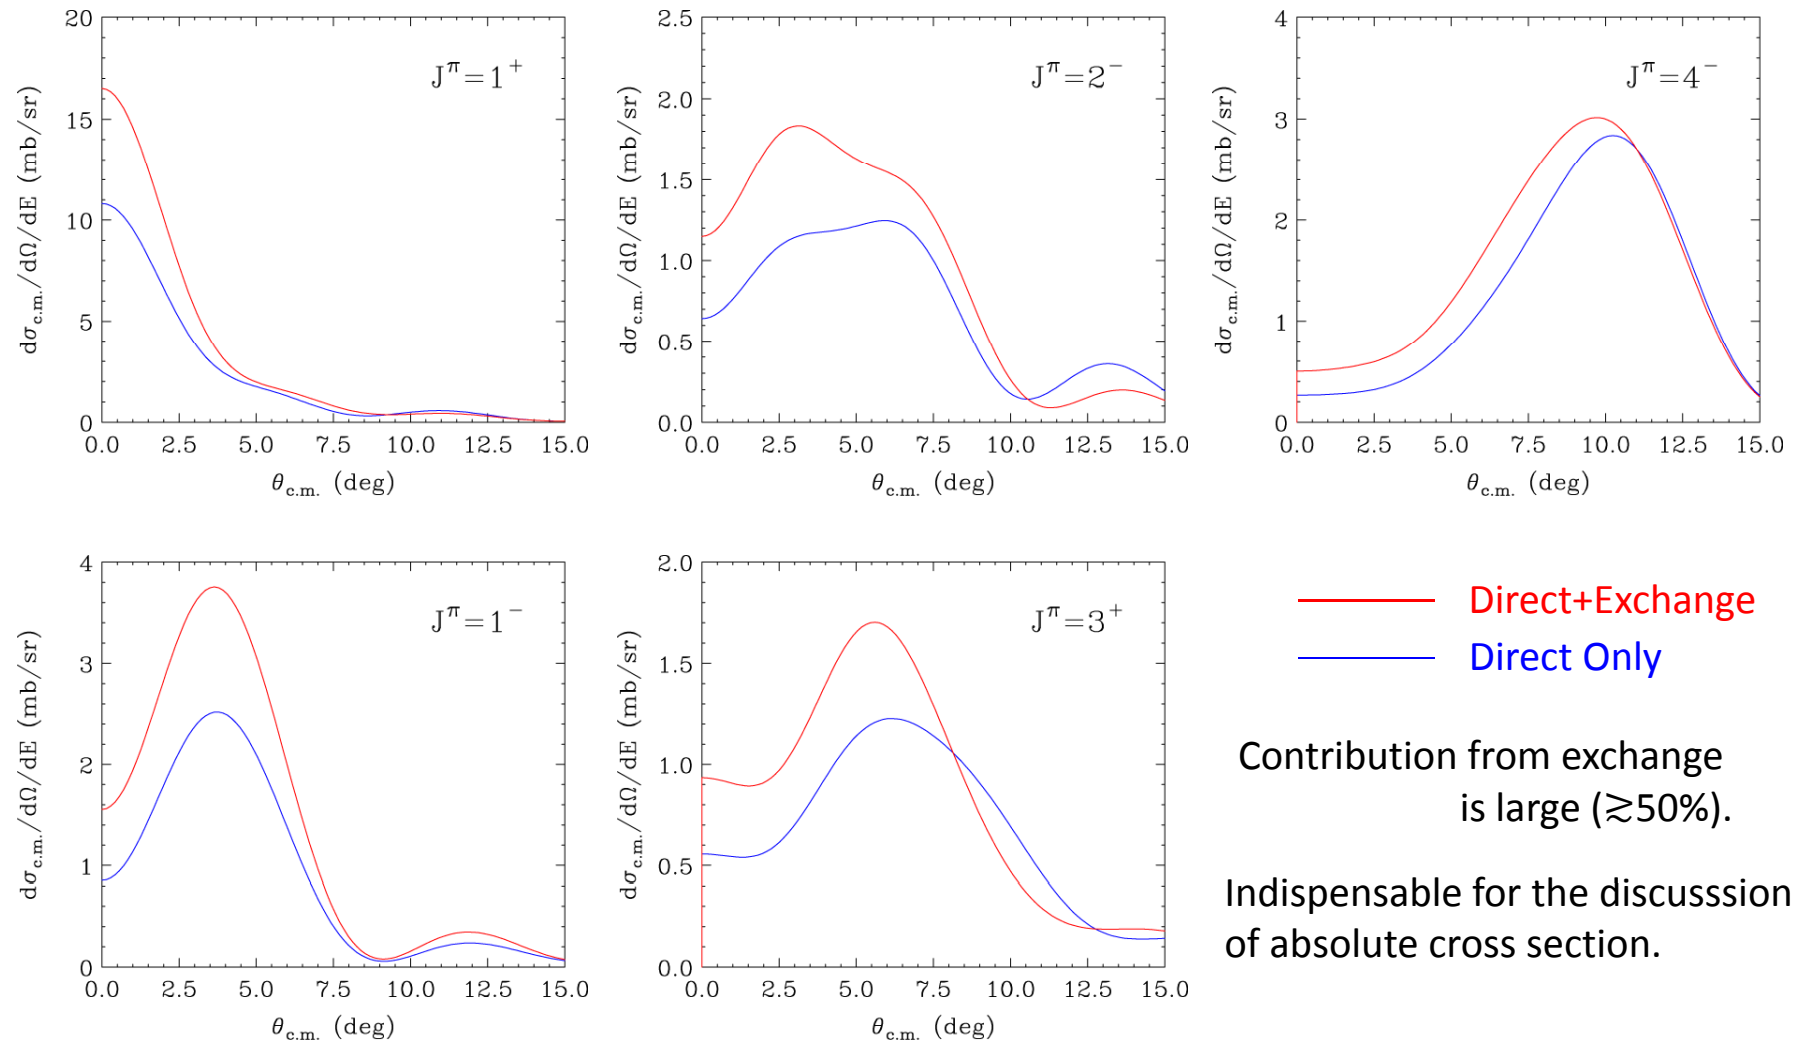 20
15
10
5
0
0.0 2.5 5.0 7.5 10.0 12.5 15.0
dσc.m./dΩ/dE (mb/sr)
θc.m. (deg)
Jπ=1+
2.5
2.0
1.5
1.0
0.5
0.0
0.0 2.5 5.0 7.5 10.0 12.5 15.0
dσc.m./dΩ/dE (mb/sr)
θc.m. (deg)
Jπ=2−
4
3
2
1
0
0.0 2.5 5.0 7.5 10.0 12.5 15.0
dσc.m./dΩ/dE (mb/sr)
θc.m. (deg)
Jπ=4−
4
3
2
1
0
0.0 2.5 5.0 7.5 10.0 12.5 15.0
dσc.m./dΩ/dE (mb/sr)
θc.m. (deg)
Jπ=1−
2.0
1.5
1.0
0.5
0.0
0.0 2.5 5.0 7.5 10.0 12.5 15.0
dσc.m./dΩ/dE (mb/sr)
θc.m. (deg)
Jπ=3+
Direct+Exchange
Direct Only
Contribution from exchange
is large (≳50%).
Indispensable for the discusssion
of absolute cross section.